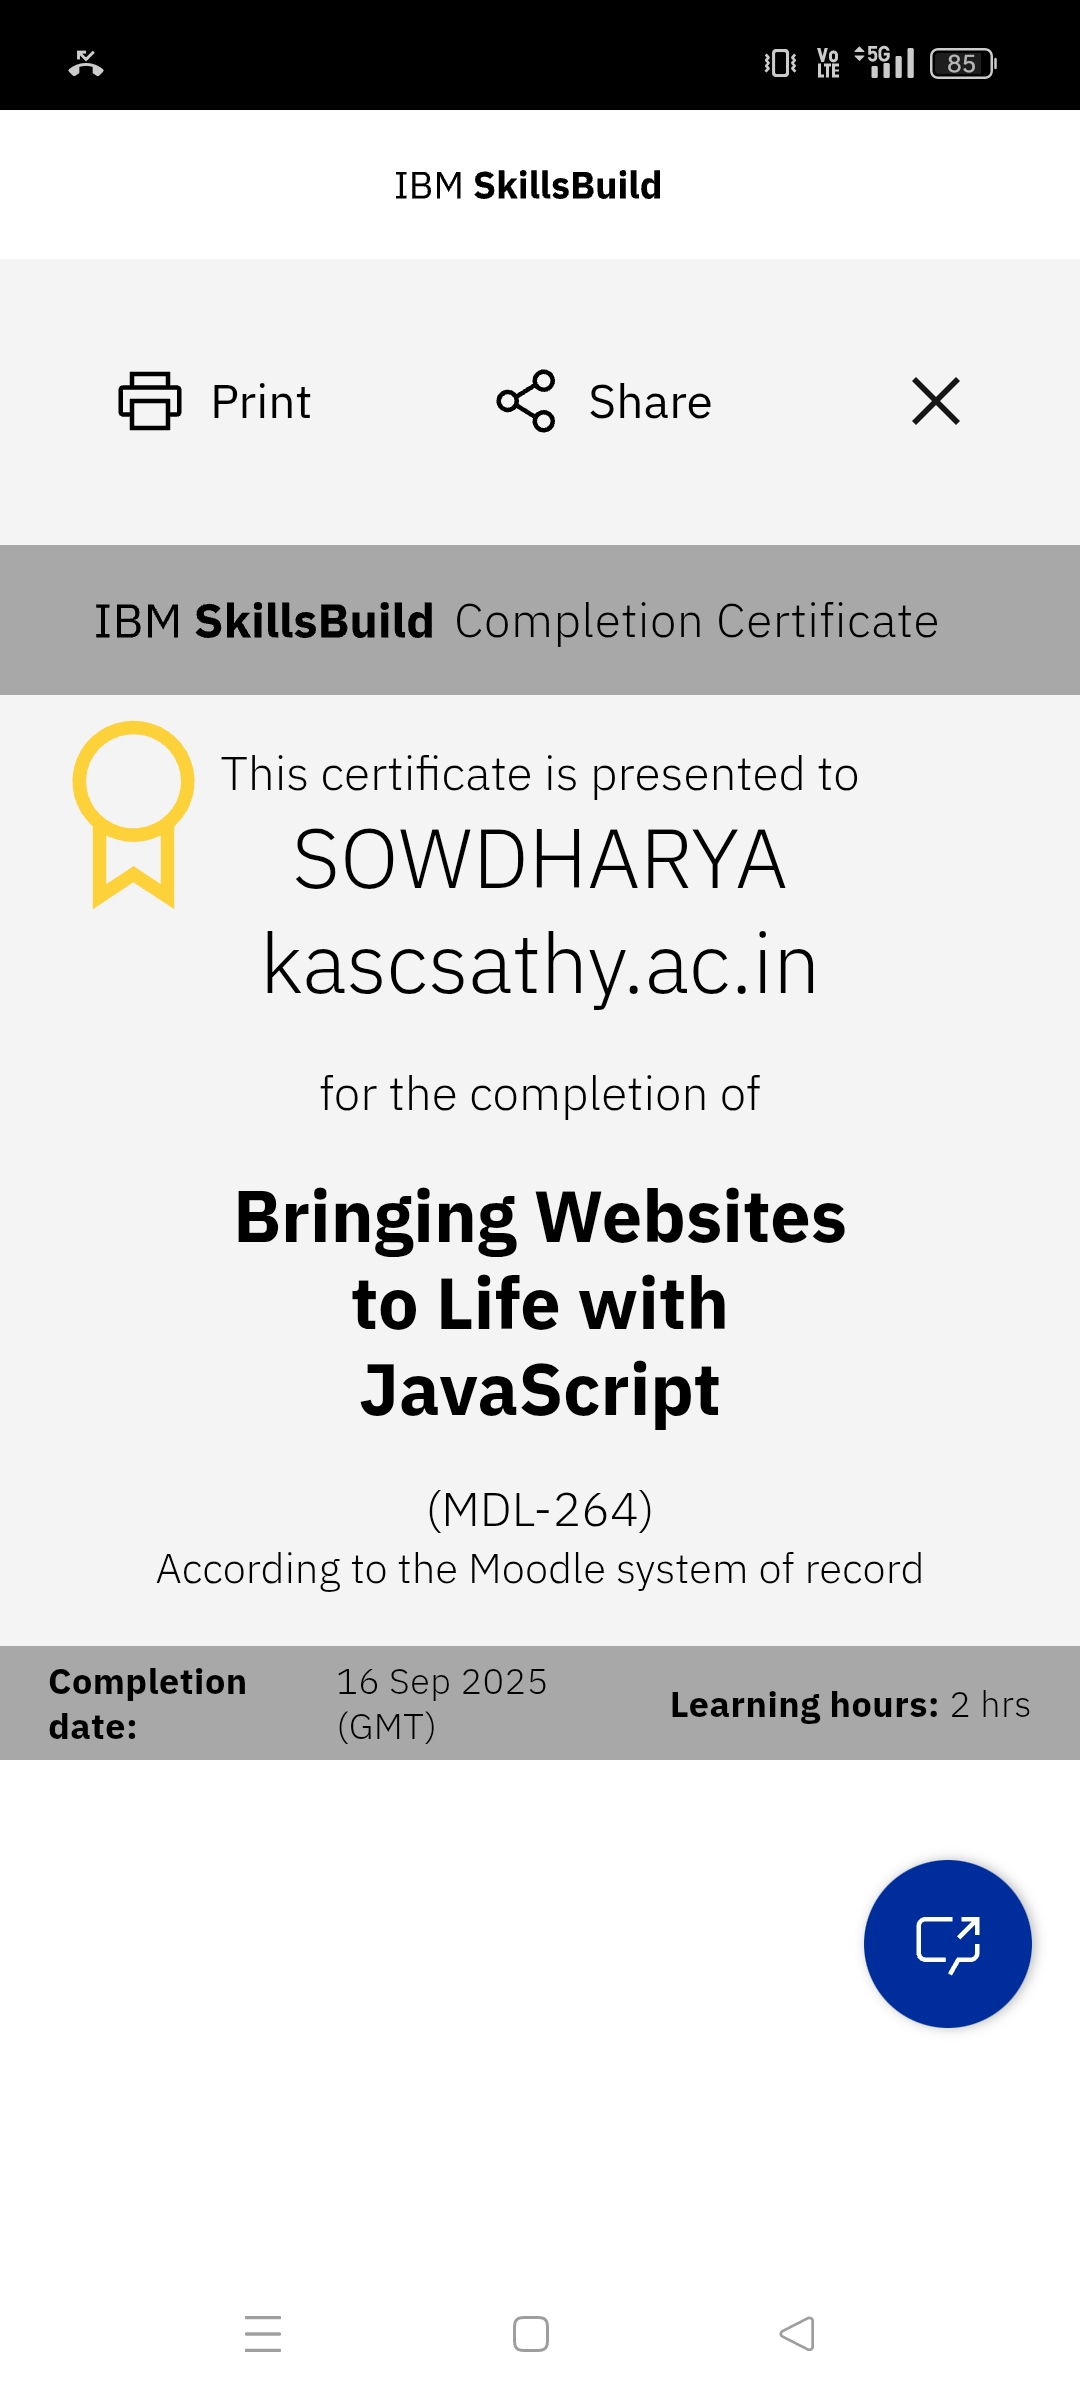 Vo
LTE
5G
85
IBM SkillsBuild
Print
Share
IBM SkillsBuild Completion Certificate
This certificate is presented to
SOWDHARYA
kascsathy.ac.in
for the completion of
Bringing Websites
to Life with
JavaScript
(MDL-264)
According to the Moodle system of record
Completion
date:
16 Sep 2025
(GMT)
Learning hours: 2 hrs